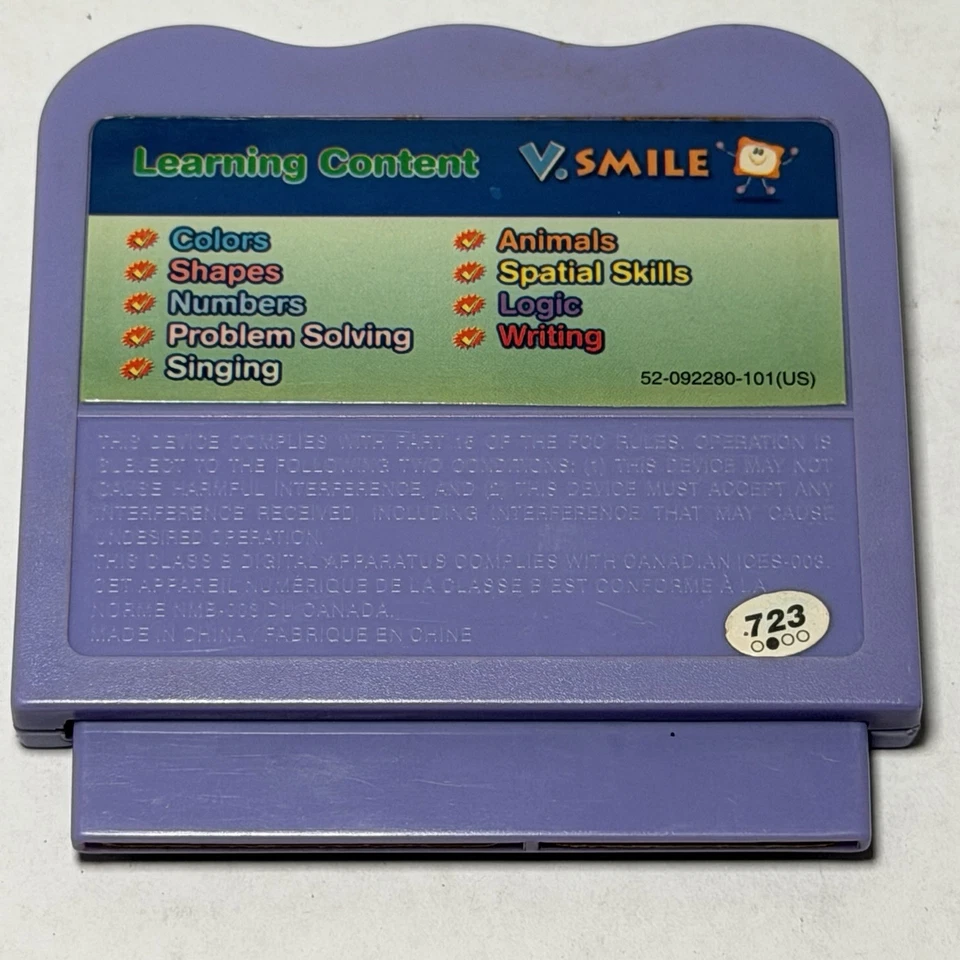 Learning Content
V.SMILE
Colors
Shapes
Numbers
Problem Solving
Singing
Animals
Spatial Skills
Logic
Writing
52-092280-101(US)
THIS DEVICE COMPLIES WITH PART 15 OF THE FCC RULES. OPERATION IS
SUBJECT TO THE FOLLOWING TWO CONDITIONS: (1) THIS DEVICE MAY NOT
CAUSE HARMFUL INTERFERENCE, AND (2) THIS DEVICE MUST ACCEPT ANY
INTERFERENCE RECEIVED, INCLUDING INTERFERENCE THAT MAY CAUSE
UNDESIRED OPERATION.
THIS CLASS B DIGITAL APPARATUS COMPLIES WITH CANADIAN ICES-003.
CET APPAREIL NUMÉRIQUE DE LA CLASSE B EST CONFORME À LA
NORME NMB-003 DU CANADA.
MADE IN CHINA / FABRIQUE EN CHINE
723